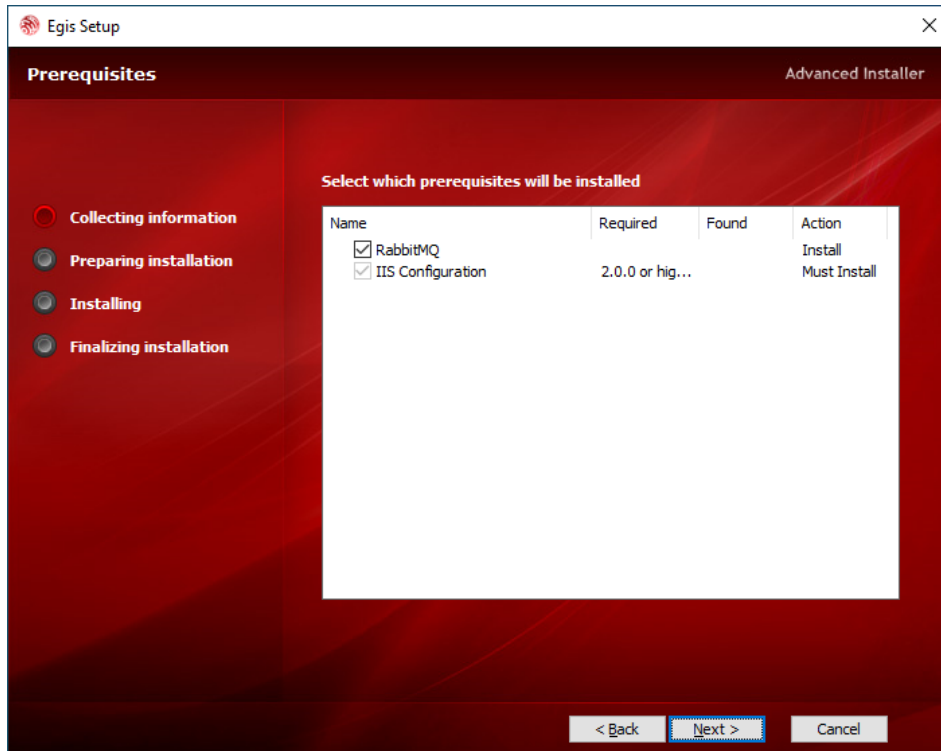 Egis Setup
Prerequisites
Advanced Installer
Select which prerequisites will be installed
Collecting information
Preparing installation
Installing
Finalizing installation
Name Required Found Action
RabbitMQ Install
IIS Configuration 2.0.0 or hig... Must Install
< Back Next > Cancel